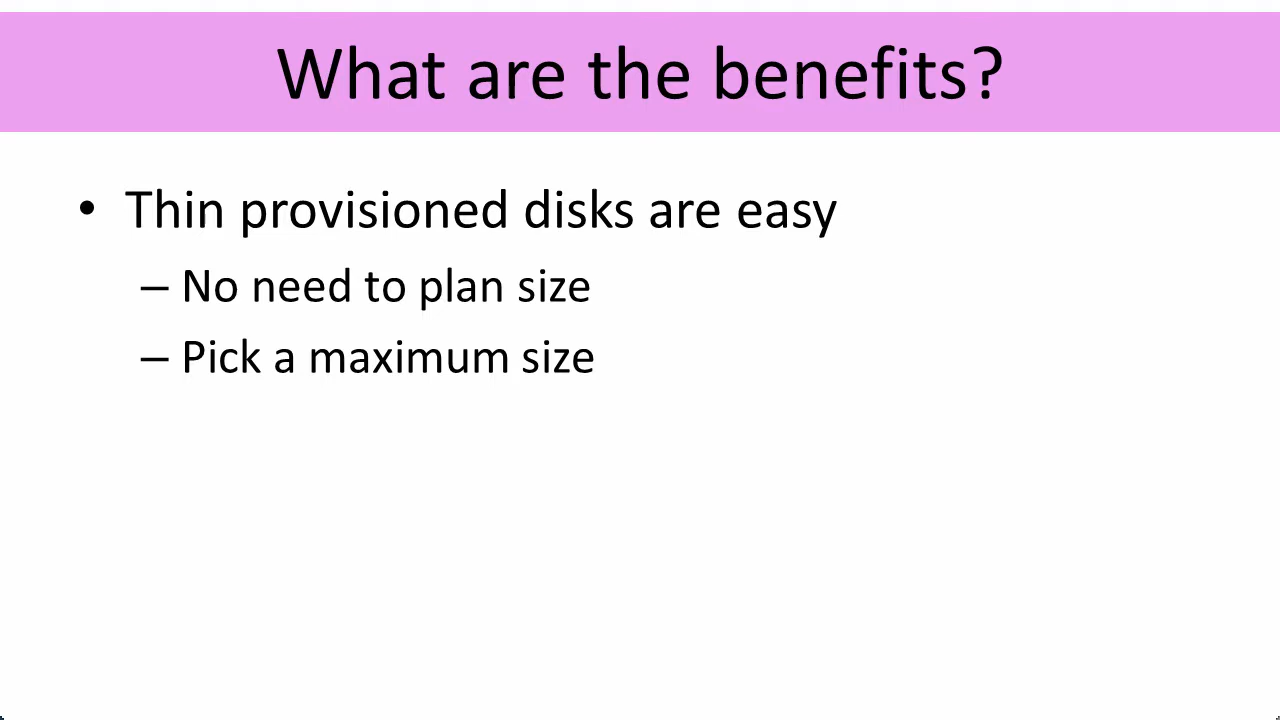 What are the benefits?
• Thin provisioned disks are easy
– No need to plan size
– Pick a maximum size